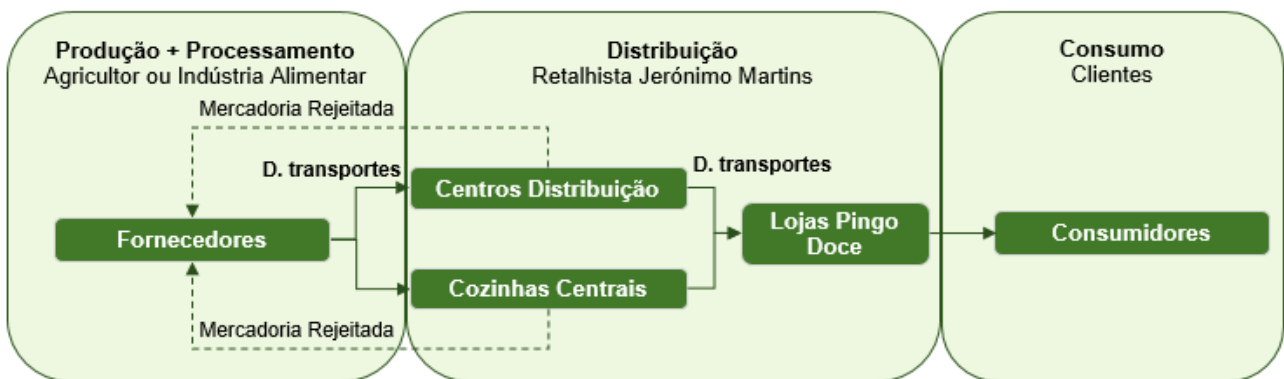 Produção + Processamento
Agricultor ou Indústria Alimentar
Distribuição
Retalhista Jerónimo Martins
Consumo
Clientes
Mercadoria Rejeitada
D. transportes
D. transportes
Centros Distribuição
Fornecedores
Lojas Pingo
Doce
Consumidores
Cozinhas Centrais
Mercadoria Rejeitada